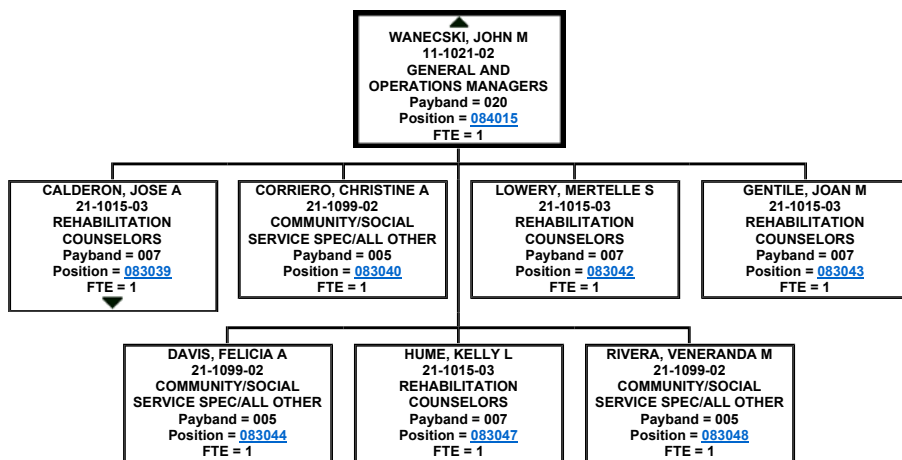 WANECSKI, JOHN M
11-1021-02
GENERAL AND
OPERATIONS MANAGERS
Payband = 020
Position = 084015
FTE = 1
CALDERON, JOSE A
21-1015-03
REHABILITATION
COUNSELORS
Payband = 007
Position = 083039
FTE = 1
CORRIERO, CHRISTINE A
21-1099-02
COMMUNITY/SOCIAL
SERVICE SPEC/ALL OTHER
Payband = 005
Position = 083040
FTE = 1
LOWERY, MERTELLE S
21-1015-03
REHABILITATION
COUNSELORS
Payband = 007
Position = 083042
FTE = 1
GENTILE, JOAN M
21-1015-03
REHABILITATION
COUNSELORS
Payband = 007
Position = 083043
FTE = 1
DAVIS, FELICIA A
21-1099-02
COMMUNITY/SOCIAL
SERVICE SPEC/ALL OTHER
Payband = 005
Position = 083044
FTE = 1
HUME, KELLY L
21-1015-03
REHABILITATION
COUNSELORS
Payband = 007
Position = 083047
FTE = 1
RIVERA, VENERANDA M
21-1099-02
COMMUNITY/SOCIAL
SERVICE SPEC/ALL OTHER
Payband = 005
Position = 083048
FTE = 1